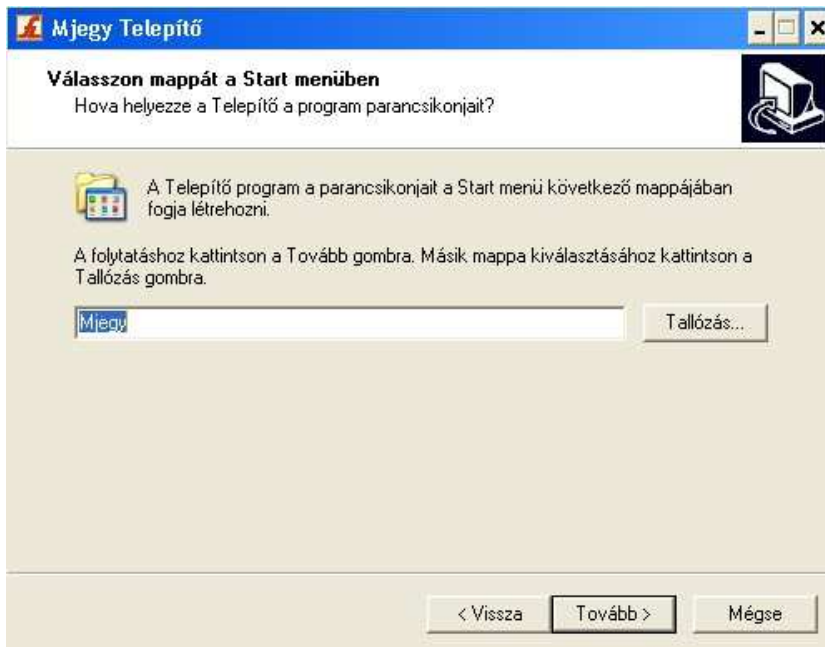 Mjegy Telepítő
Válasszon mappát a Start menüben
Hova helyezze a Telepítő a program parancsikonjait?
A Telepítő program a parancsikonjait a Start menü következő mappájában
fogja létrehozni.
A folytatáshoz kattintson a Tovább gombra. Másik mappa kiválasztásához kattintson a
Tallózás gombra.
Mjegy
Tallózás...
< Vissza
Tovább >
Mégse